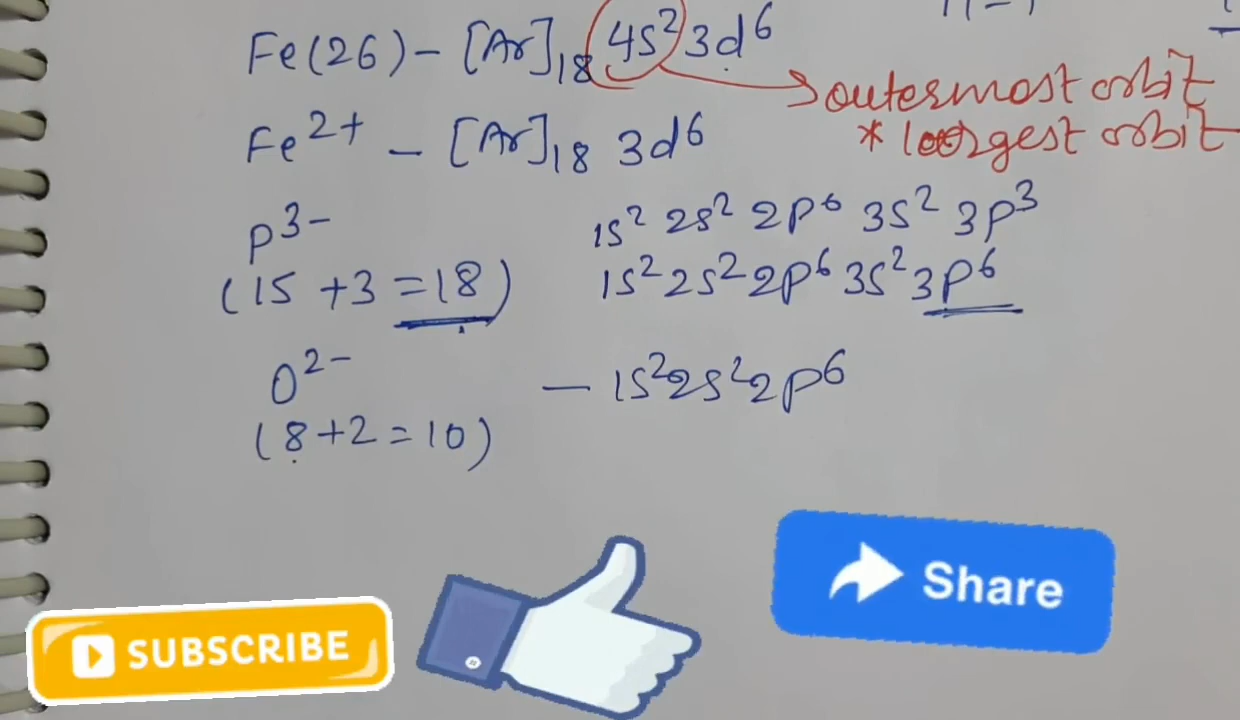 Fe(26) - [Ar]₁₈ 4s² 3d⁶
outermost orbit
* largest orbit
Fe²⁺ - [Ar]₁₈ 3d⁶
P³⁻ 1s² 2s² 2p⁶ 3s² 3p³
(15 +3 =18) 1s² 2s² 2p⁶ 3s² 3p⁶
O²⁻ - 1s² 2s² 2p⁶
(8+2=10)
Share
SUBSCRIBE